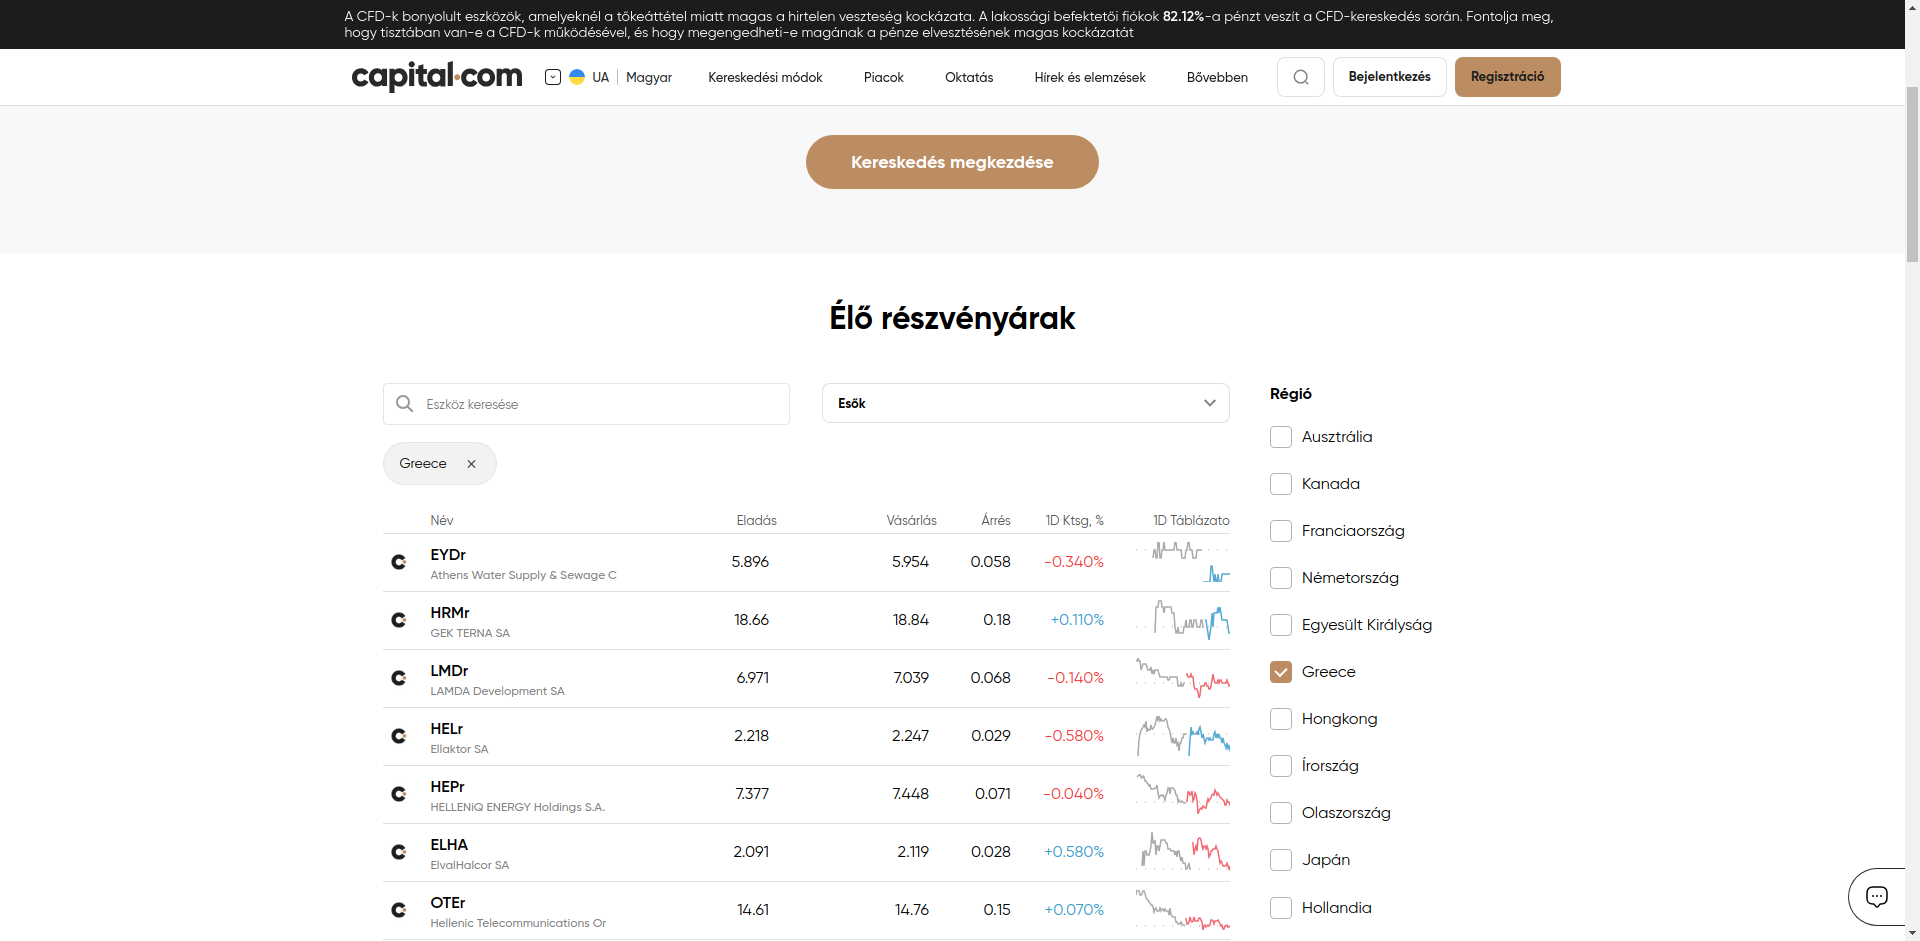 A CFD-k bonyolult eszközök, amelyeknél a tőkeáttétel miatt magas a hirtelen veszteség kockázata. A lakossági befektetői fiókok 82.12%-a pénzt veszít a CFD-kereskedés során. Fontolja meg,
hogy tisztában van-e a CFD-k működésével, és hogy megengedheti-e magának a pénze elvesztésének magas kockázatát
capital.com UA Magyar Kereskedési módok Piacok Oktatás Hírek és elemzések Bővebben Bejelentkezés Regisztráció
Kereskedés megkezdése
Élő részvényárak
Eszköz keresése
Esők
Greece
Név Eladás Vásárlás Árrés 1D Ktsg, % 1D Táblázato
EYDr 5.896 5.954 0.058 -0.340%
Athens Water Supply & Sewage C
HRMr 18.66 18.84 0.18 +0.110%
GEK TERNA SA
LMDr 6.971 7.039 0.068 -0.140%
LAMDA Development SA
HELr 2.218 2.247 0.029 -0.580%
Ellaktor SA
HEPr 7.377 7.448 0.071 -0.040%
HELLENiQ ENERGY Holdings S.A.
ELHA 2.091 2.119 0.028 +0.580%
ElvalHalcor SA
OTEr 14.61 14.76 0.15 +0.070%
Hellenic Telecommunications Or
Régió
Ausztrália
Kanada
Franciaország
Németország
Egyesült Királyság
Greece
Hongkong
Írország
Olaszország
Japán
Hollandia